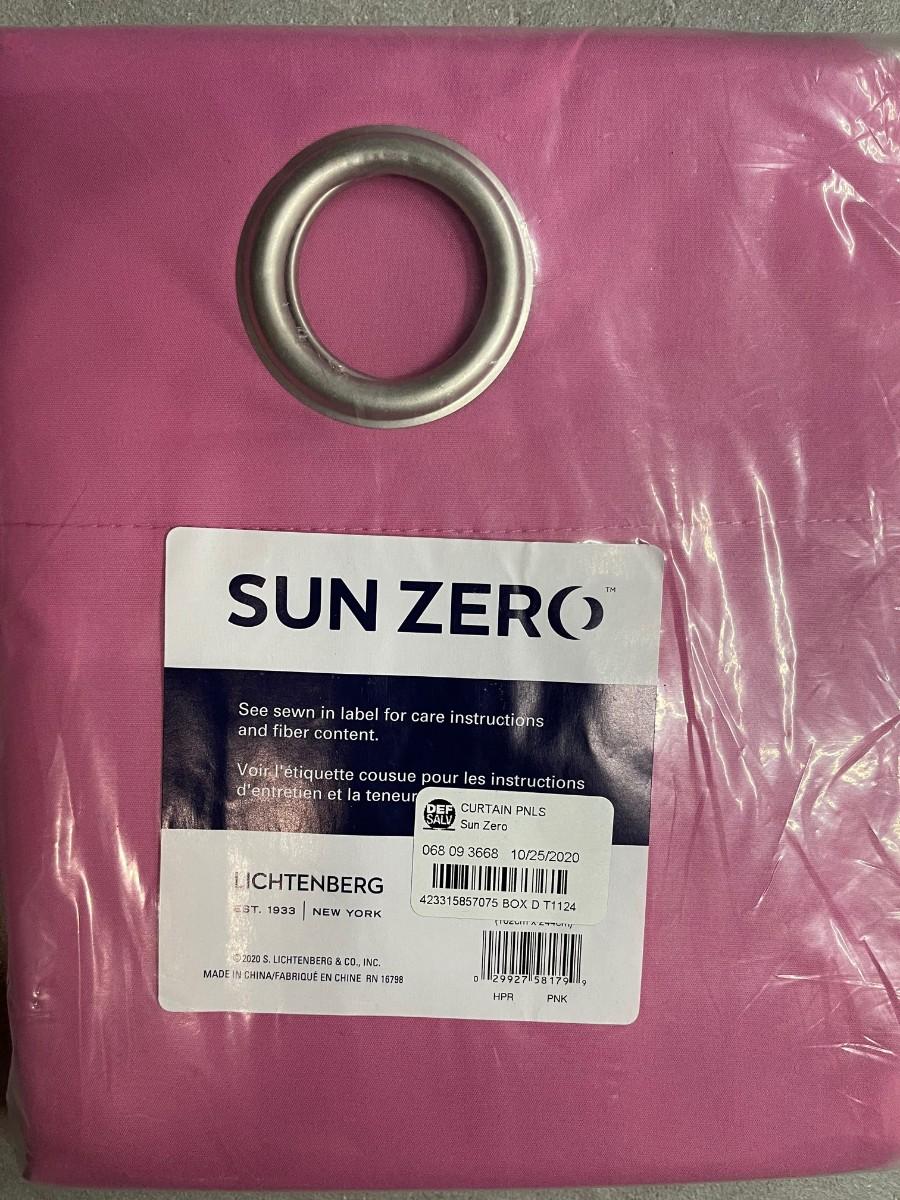 SUN ZERO™
See sewn in label for care instructions
and fiber content.
Voir l'étiquette cousue pour les instructions
d'entretien et la teneur
DEF
SALV
CURTAIN PNLS
Sun Zero
068 09 3668 10/25/2020
423315857075 BOX D T1124
LICHTENBERG
EST. 1933 | NEW YORK
(102cm x 244cm)
©2020 S. LICHTENBERG & CO., INC.
MADE IN CHINA/FABRIQUÉ EN CHINE RN 16798
0 29927 58179 9
HPR PNK